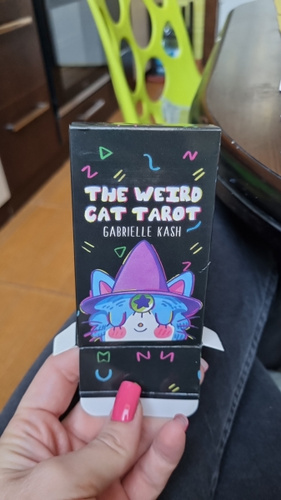 THE WEIRD
CAT TAROT
GABRIELLE KASH